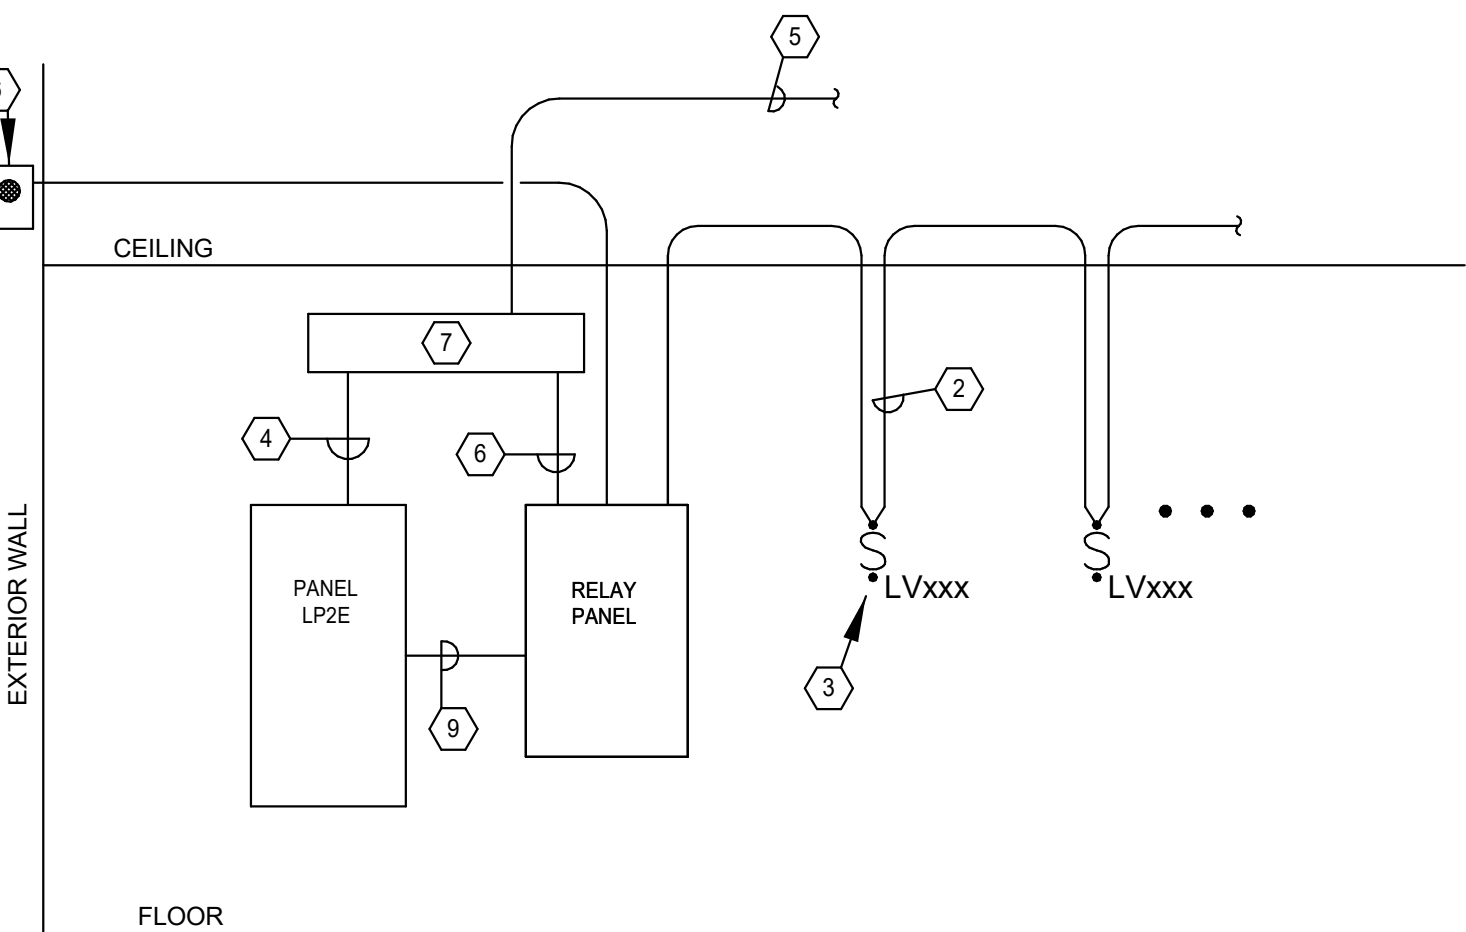 5
CEILING
7
2
4
6
PANEL
LP2E
RELAY
PANEL
S
S
LVxxx
LVxxx
EXTERIOR WALL
3
9
FLOOR